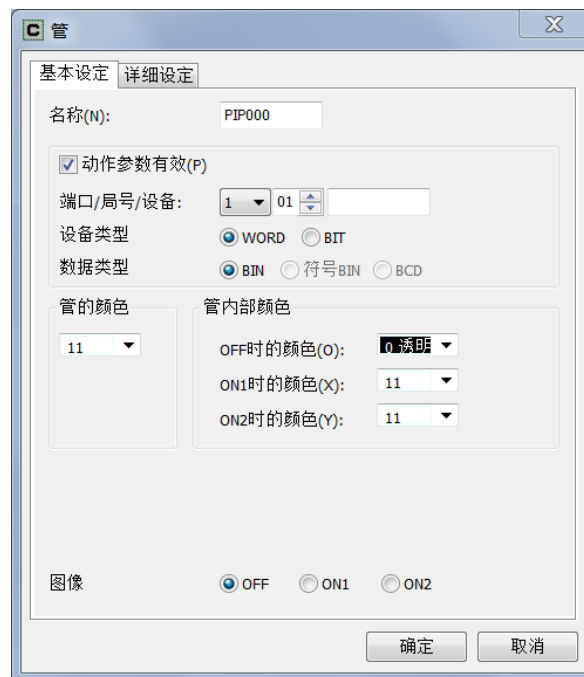 C 管
基本设定 详细设定
名称(N): PIP000
动作参数有效(P)
端口/局号/设备: 1 01
设备类型 WORD BIT
数据类型 BIN 符号BIN BCD
管的颜色 管内部颜色
11 OFF时的颜色(O): 0 透明
ON1时的颜色(X): 11
ON2时的颜色(Y): 11
图像 OFF ON1 ON2
确定 取消